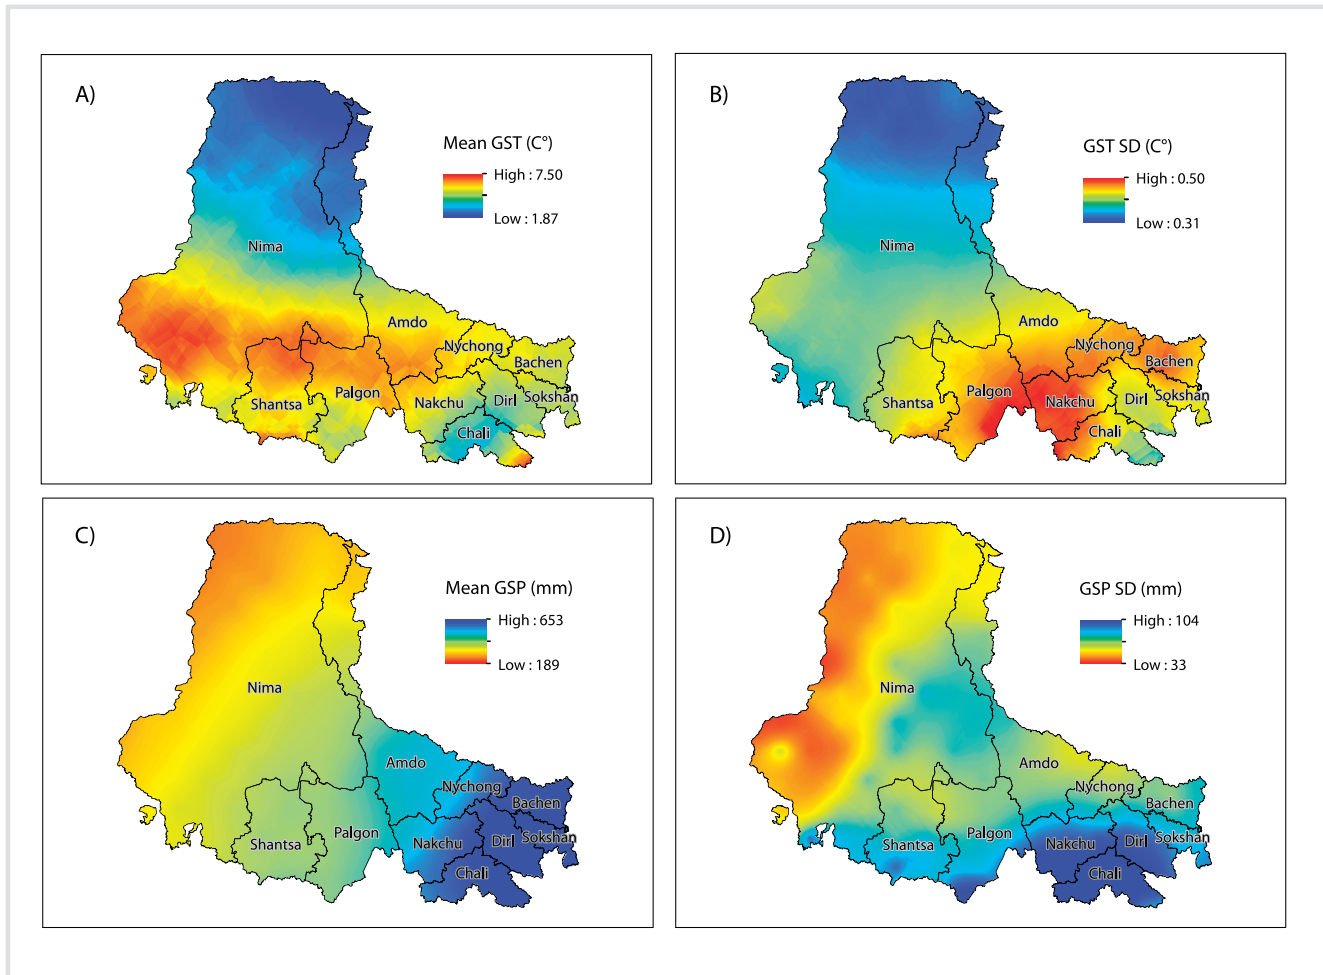 A)
Mean GST (C°)
High : 7.50
Low : 1.87
Nima
Amdo
Nychong
Bachen
Palgon
Shantsa
Nakchu
Dirl
Sokshan
Chali
B)
GST SD (C°)
High : 0.50
Low : 0.31
Nima
Amdo
Nychong
Bachen
Palgon
Shantsa
Nakchu
Dirl
Sokshan
Chali
C)
Mean GSP (mm)
High : 653
Low : 189
Nima
Amdo
Nychong
Bachen
Palgon
Shantsa
Nakchu
Dirl
Sokshan
Chali
D)
GSP SD (mm)
High : 104
Low : 33
Nima
Amdo
Nychong
Bachen
Palgon
Shantsa
Nakchu
Dirl
Sokshan
Chali